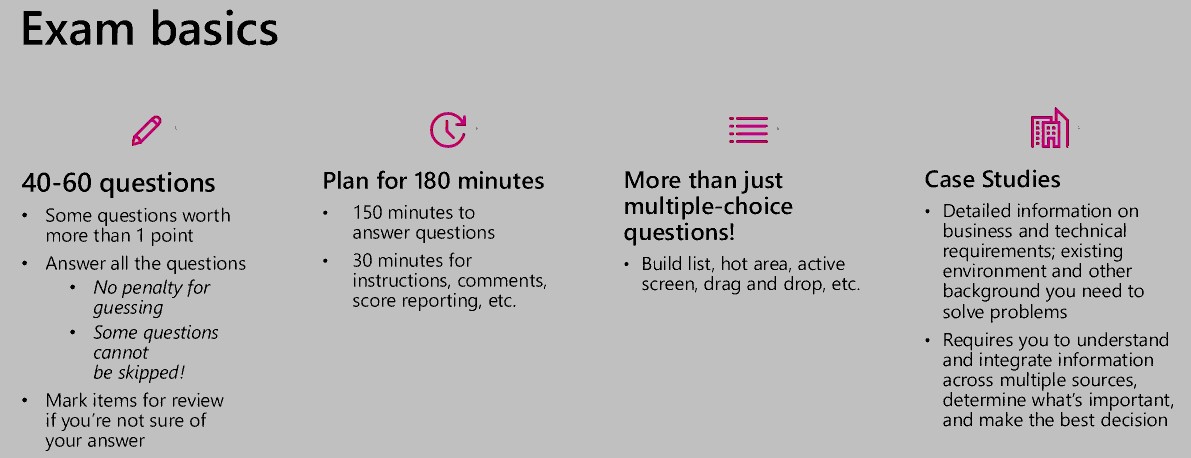 Exam basics
40-60 questions
• Some questions worth
more than 1 point
• Answer all the questions
• No penalty for
guessing
• Some questions
cannot
be skipped!
• Mark items for review
if you're not sure of
your answer
Plan for 180 minutes
• 150 minutes to
answer questions
• 30 minutes for
instructions, comments,
score reporting, etc.
More than just
multiple-choice
questions!
• Build list, hot area, active
screen, drag and drop, etc.
Case Studies
• Detailed information on
business and technical
requirements; existing
environment and other
background you need to
solve problems
• Requires you to understand
and integrate information
across multiple sources,
determine what's important,
and make the best decision